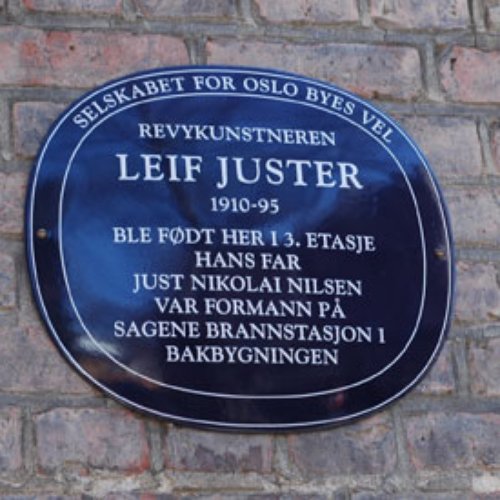 SELSKABET FOR OSLO BYES VEL
REVYKUNSTNEREN
LEIF JUSTER
1910-95
BLE FØDT HER I 3. ETASJE
HANS FAR
JUST NIKOLAI NILSEN
VAR FORMANN PÅ
SAGENE BRANNSTASJON I
BAKBYGNINGEN